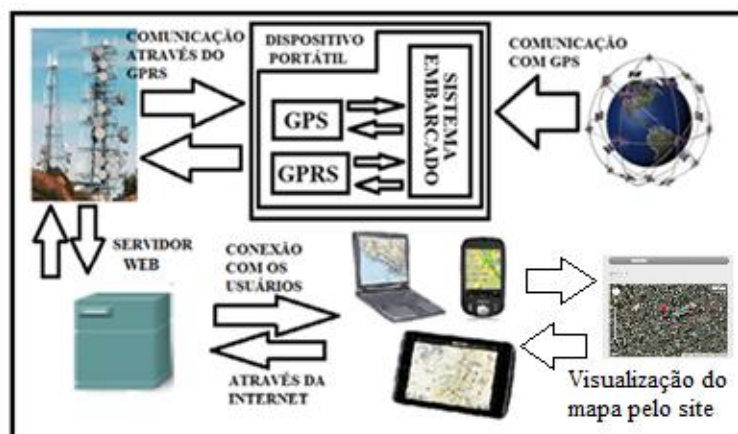 COMUNICAÇÃO
ATRAVÉS DO
GPRS
DISPOSITIVO
PORTÁTIL
GPS
GPRS
SISTEMA
EMBARCADO
COMUNICAÇÃO
COM GPS
SERVIDOR
WEB
CONEXÃO
COM OS
USUÁRIOS
ATRAVÉS DA
INTERNET
Visualização do
mapa pelo site